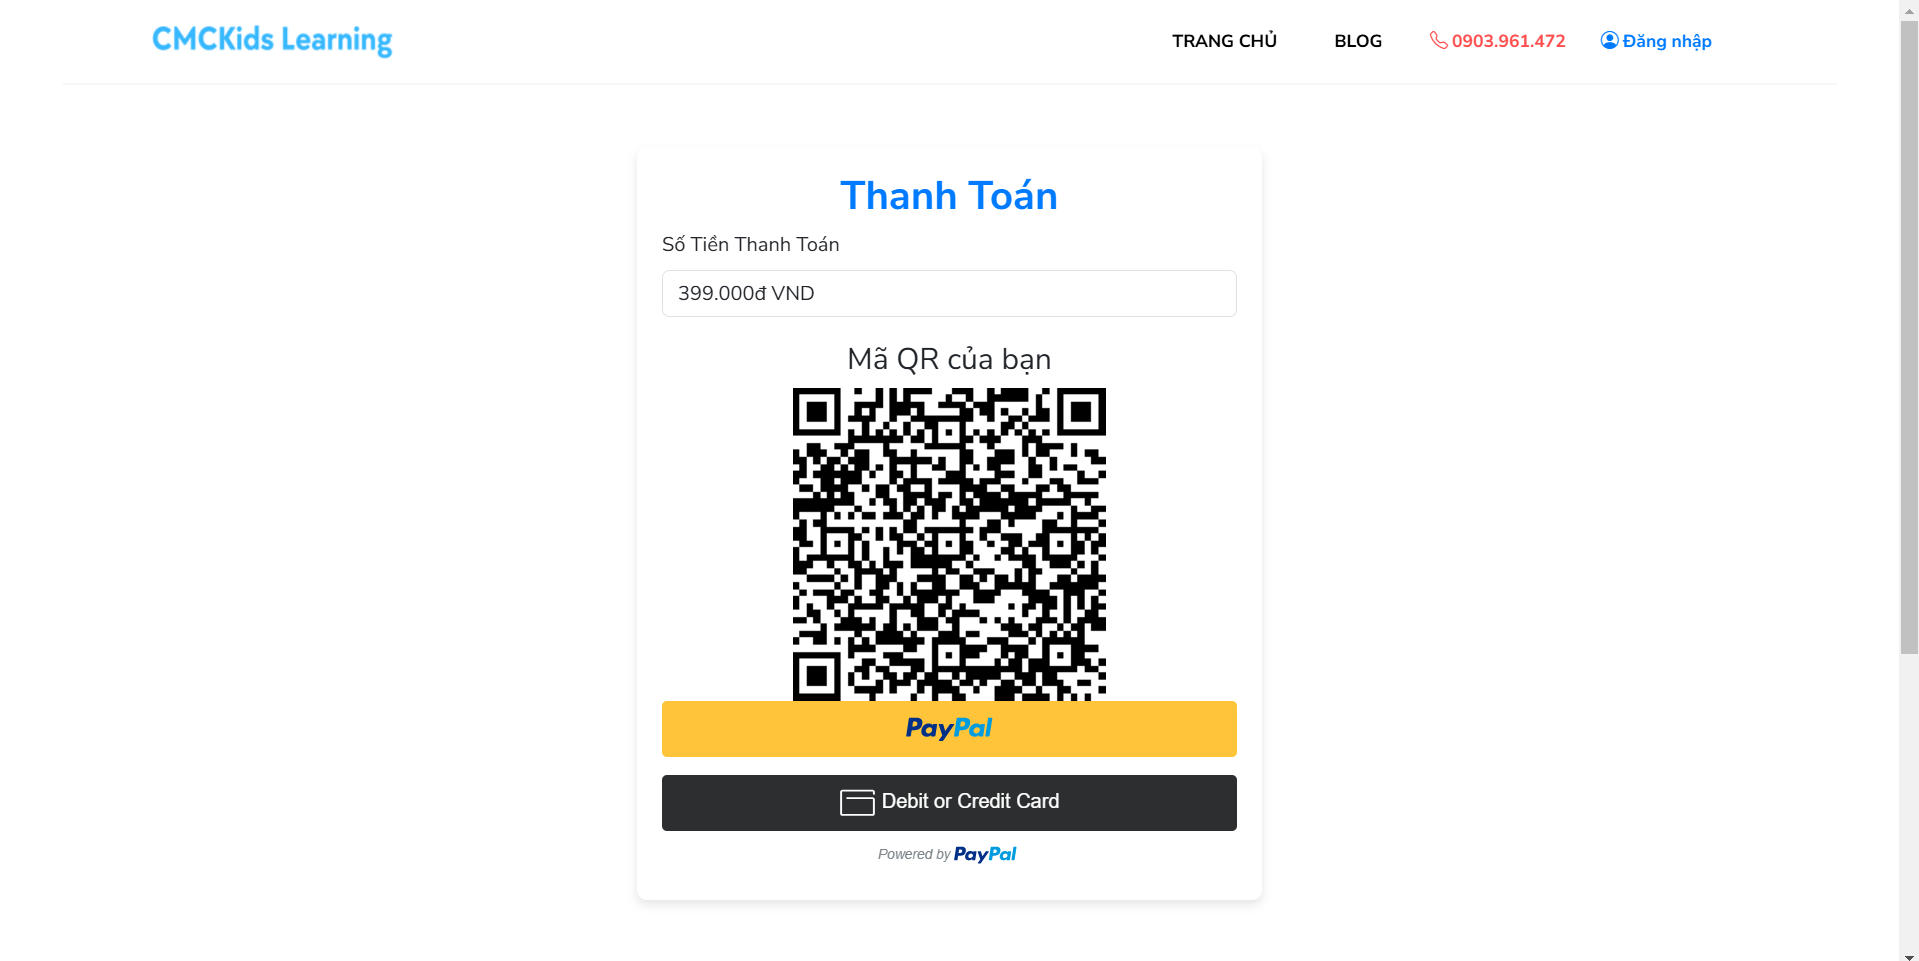 CMCKids Learning
TRANG CHỦ
BLOG
0903.961.472
Đăng nhập
Thanh Toán
Số Tiền Thanh Toán
399.000đ VND
Mã QR của bạn
PayPal
Debit or Credit Card
Powered by PayPal